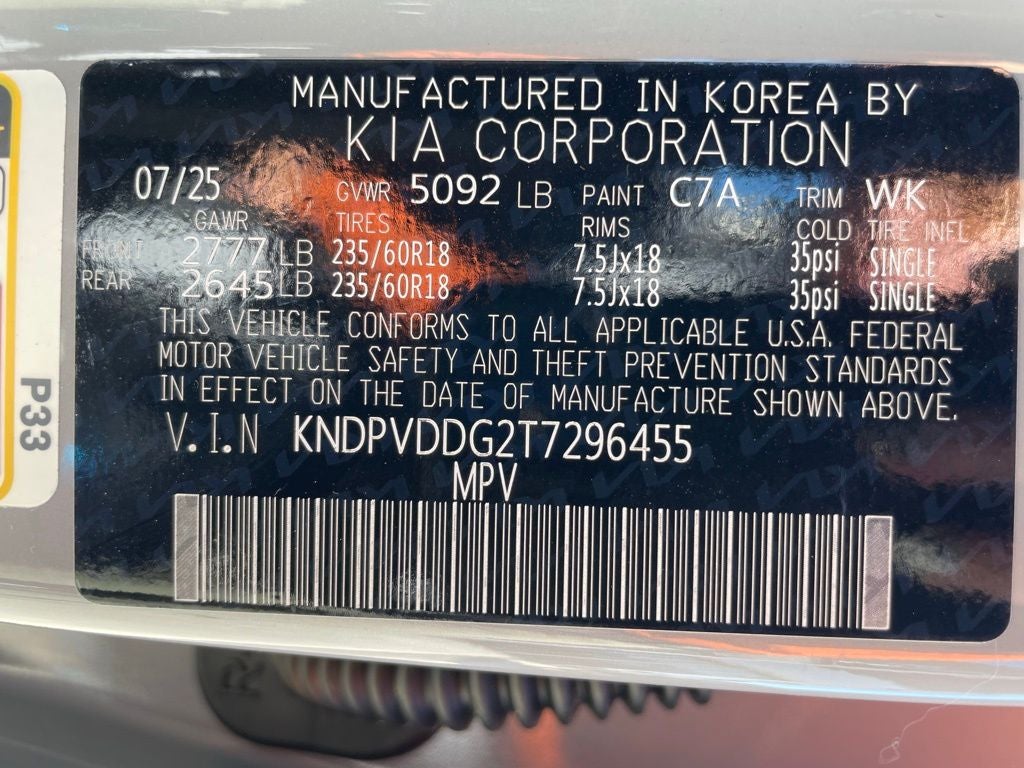 MANUFACTURED IN KOREA BY
KIA CORPORATION
07/25 GVWR 5092 LB PAINT C7A TRIM WK
GAWR TIRES RIMS COLD TIRE INFL
FRONT 2777 LB 235/60R18 7.5Jx18 35psi SINGLE
REAR 2645LB 235/60R18 7.5Jx18 35psi SINGLE
THIS VEHICLE CONFORMS TO ALL APPLICABLE U.S.A. FEDERAL
MOTOR VEHICLE SAFETY AND THEFT PREVENTION STANDARDS
IN EFFECT ON THE DATE OF MANUFACTURE SHOWN ABOVE.
V.I.N KNDPVDDG2T7296455
MPV
P33
R